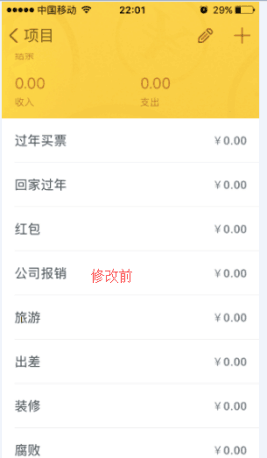 中国移动 22:01 29%
项目
结余
0.00 0.00
收入 支出
过年买票 ￥0.00
回家过年 ￥0.00
红包 ￥0.00
公司报销 修改前 ￥0.00
旅游 ￥0.00
出差 ￥0.00
装修 ￥0.00
腐败 ￥0.00